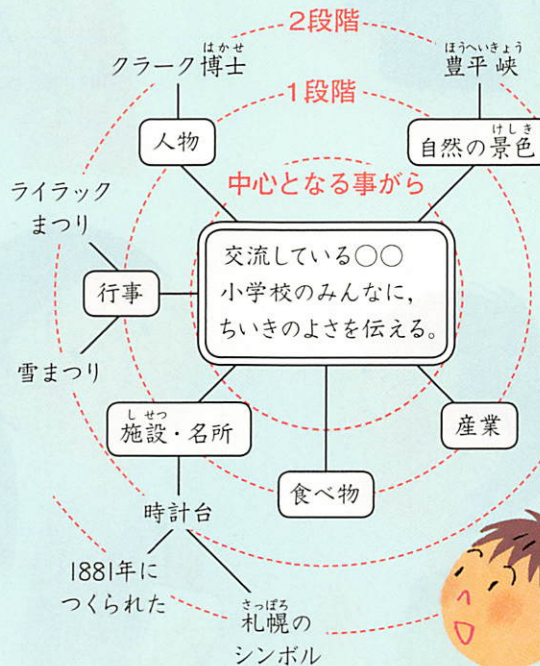 2段階
クラーク博士
はかせ
豊平峡
ほうへいきょう
1段階
人物
自然の景色
けしき
中心となる事がら
ライラック
まつり
交流している○○
小学校のみんなに,
ちいきのよさを伝える。
行事
雪まつり
施設・名所
しせつ
産業
食べ物
時計台
1881年に
つくられた
札幌の
さっぽろ
シンボル